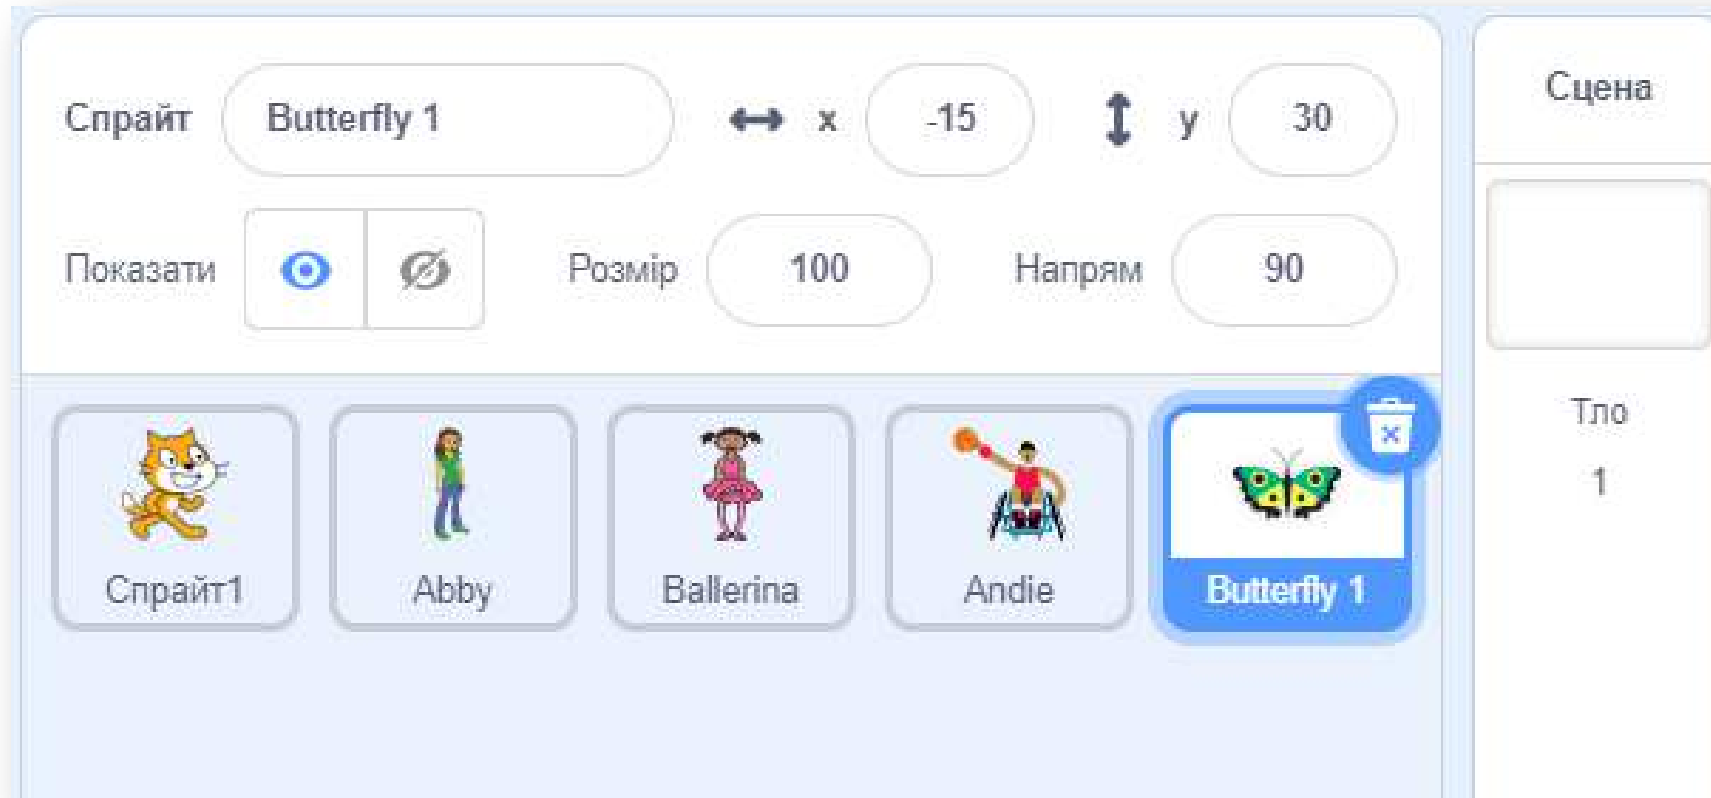 Спрайт Butterfly 1 x -15 y 30
Показати Розмір 100 Напрям 90
Спрайт1 Abby Ballerina Andie Butterfly 1
Сцена
Тло
1